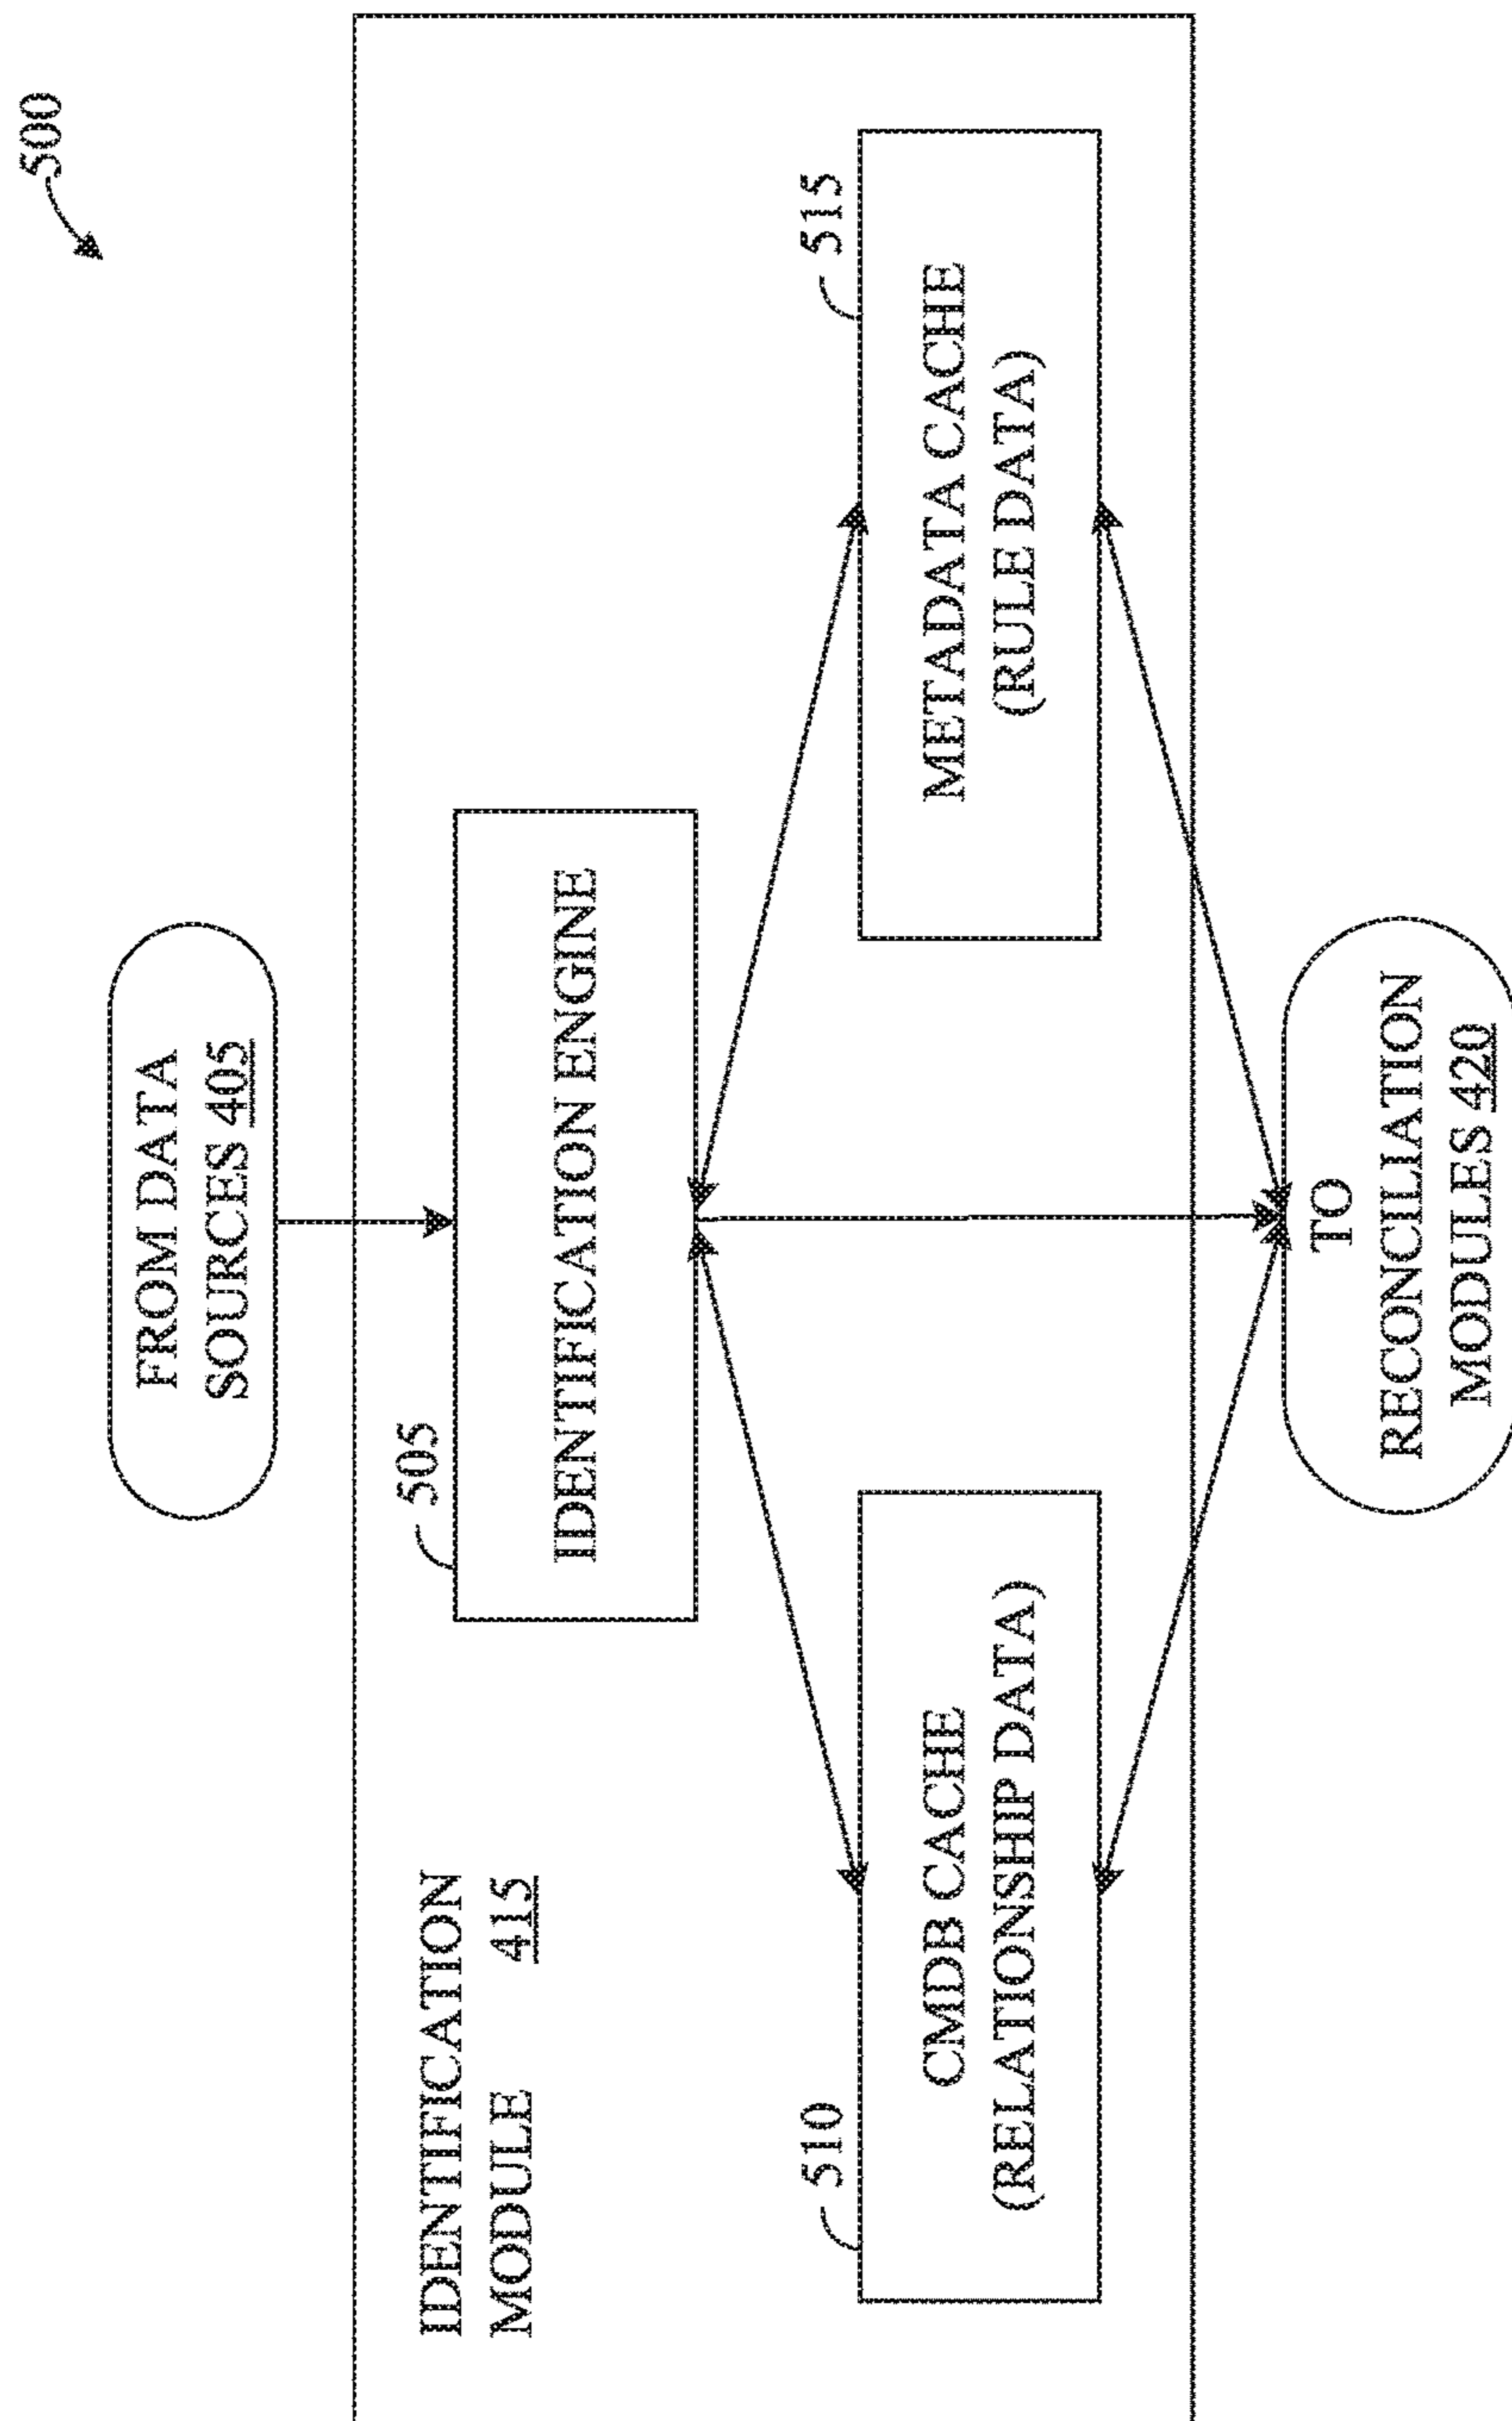 500
FROM DATA
SOURCES 405
IDENTIFICATION
MODULE 415
505
IDENTIFICATION ENGINE
510
CMDB CACHE
(RELATIONSHIP DATA)
515
METADATA CACHE
(RULE DATA)
TO
RECONCILIATION
MODULES 420